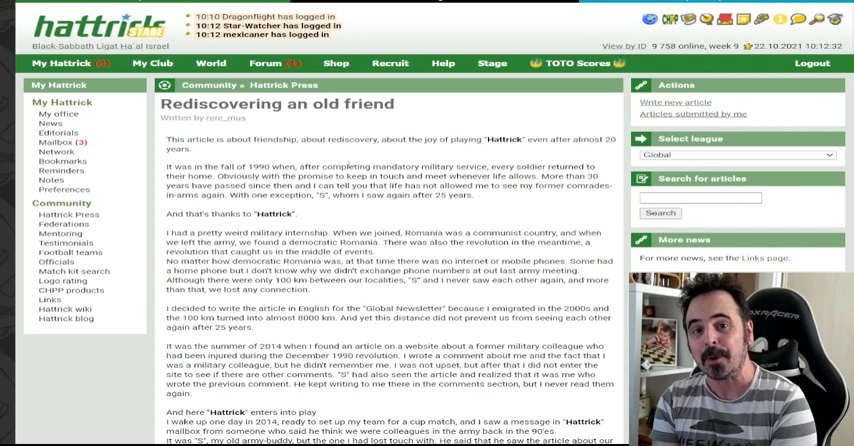 hattrick
STAGE
10:10 Dragonflight has logged in
10:12 Star-Watcher has logged in
10:12 mexicaner has logged in
CHPP
Black-Sabbath Ligat Ha`al Israel
View by ID 9 758 online, week 9 22.10.2021 10:12:32
My Hattrick
My Club
World
Forum (1)
Shop
Recruit
Help
Stage
TOTO Scores
Logout
My Hattrick
My Hattrick
My office
News
Editorials
Mailbox (3)
Network
Bookmarks
Reminders
Notes
Preferences
Community
Hattrick Press
Federations
Mentoring
Testimonials
Football teams
Officials
Match kit search
Logo rating
CHPP products
Links
Hattrick wiki
Hattrick blog
Community » Hattrick Press
Rediscovering an old friend
Written by rere_mus
This article is about friendship, about rediscovery, about the joy of playing "Hattrick" even after almost 20
years.
It was in the fall of 1990 when, after completing mandatory military service, every soldier returned to
their home. Obviously with the promise to keep in touch and meet whenever life allows. More than 30
years have passed since then and I can tell you that life has not allowed me to see my former comrades-
in-arms again. With one exception, "S", whom I saw again after 25 years.
And that's thanks to "Hattrick".
I had a pretty weird military internship. When we joined, Romania was a communist country, and when
we left the army, we found a democratic Romania. There was also the revolution in the meantime, a
revolution that caught us in the middle of events.
No matter how democratic Romania was, at that time there was no internet or mobile phones. Some had
a home phone but I don't know why we didn't exchange phone numbers at out last army meeting.
Although there were only 100 km between our localities, "S" and I never saw each other again, and more
than that, we lost any connection.
I decided to write the article in English for the "Global Newsletter" because I emigrated in the 2000s and
the 100 km turned into almost 8000 km. And yet this distance did not prevent us from seeing each other
again after 25 years.
It was the summer of 2014 when I found an article on a website about a former military colleague who
had been injured during the December 1990 revolution. I wrote a comment about me and the fact that I
was a military colleague, but he didn't remember me. I was not upset, but after that I did not enter the
site to see if there are other comments. "S" had also seen the article and realized that it was me who
wrote the previous comment. He kept writing to me there in the comments section, but I never read them
again.
And here "Hattrick" enters into play
I wake up one day in 2014, ready to set up my team for a cup match, and I saw a message in "Hattrick"
mailbox from someone who said he think we were colleagues in the army back in the 90'es.
It was "S", my old army-buddy, but the one I had lost touch with. He said that he saw the article about our
Actions
Write new article
Articles submitted by me
Select league
Global
Search for articles
Search
More news
For more news, see the Links page.